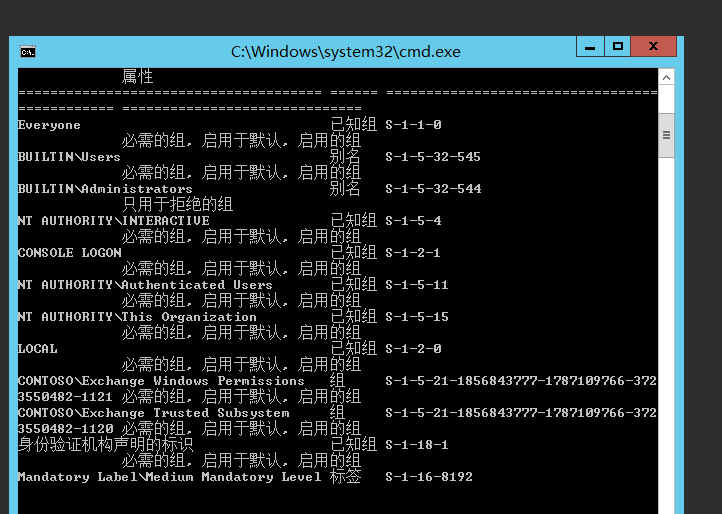 C:\Windows\system32\cmd.exe
属性
====================================== ====== ==================================
============ ==============================
Everyone 已知组 S-1-1-0
必需的组, 启用于默认, 启用的组
BUILTIN\Users 别名 S-1-5-32-545
必需的组, 启用于默认, 启用的组
BUILTIN\Administrators 别名 S-1-5-32-544
只用于拒绝的组
NT AUTHORITY\INTERACTIVE 已知组 S-1-5-4
必需的组, 启用于默认, 启用的组
CONSOLE LOGON 已知组 S-1-2-1
必需的组, 启用于默认, 启用的组
NT AUTHORITY\Authenticated Users 已知组 S-1-5-11
必需的组, 启用于默认, 启用的组
NT AUTHORITY\This Organization 已知组 S-1-5-15
必需的组, 启用于默认, 启用的组
LOCAL 已知组 S-1-2-0
必需的组, 启用于默认, 启用的组
CONTOSO\Exchange Windows Permissions 组 S-1-5-21-1856843777-1787109766-372
3550482-1121 必需的组, 启用于默认, 启用的组
CONTOSO\Exchange Trusted Subsystem 组 S-1-5-21-1856843777-1787109766-372
3550482-1120 必需的组, 启用于默认, 启用的组
身份验证机构声明的标识 已知组 S-1-18-1
必需的组, 启用于默认, 启用的组
Mandatory Label\Medium Mandatory Level 标签 S-1-16-8192